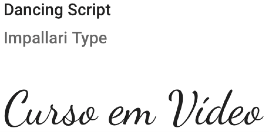 Dancing Script
Impallari Type
Curso em Vídeo